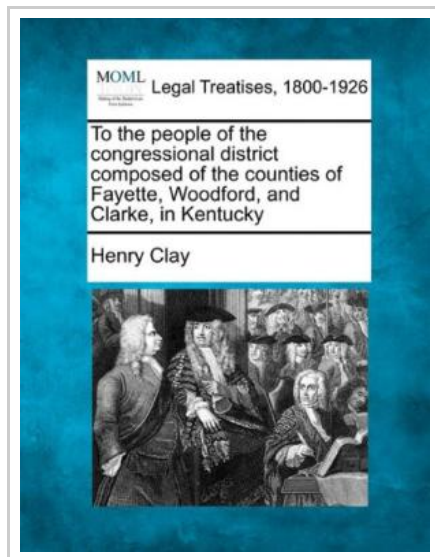 MOML
Legal Treatises, 1800-1926
To the people of the
congressional district
composed of the counties of
Fayette, Woodford, and
Clarke, in Kentucky
Henry Clay